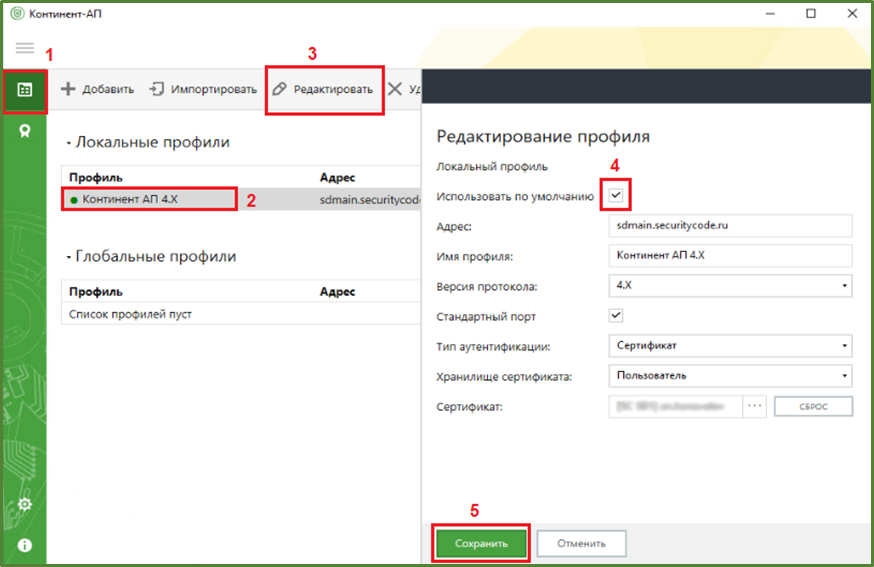 Континент-АП
1
3
Добавить Импортировать Редактировать Уд
Локальные профили
Профиль Адрес
Континент АП 4.X 2 sdmain.securitycode
Глобальные профили
Профиль Адрес
Список профилей пуст
Редактирование профиля
4
Локальный профиль
Использовать по умолчанию
Адрес: sdmain.securitycode.ru
Имя профиля: Континент АП 4.X
Версия протокола: 4.X
Стандартный порт
Тип аутентификации: Сертификат
Хранилище сертификата: Пользователь
Сертификат: ... СБРОС
5
Сохранить Отменить